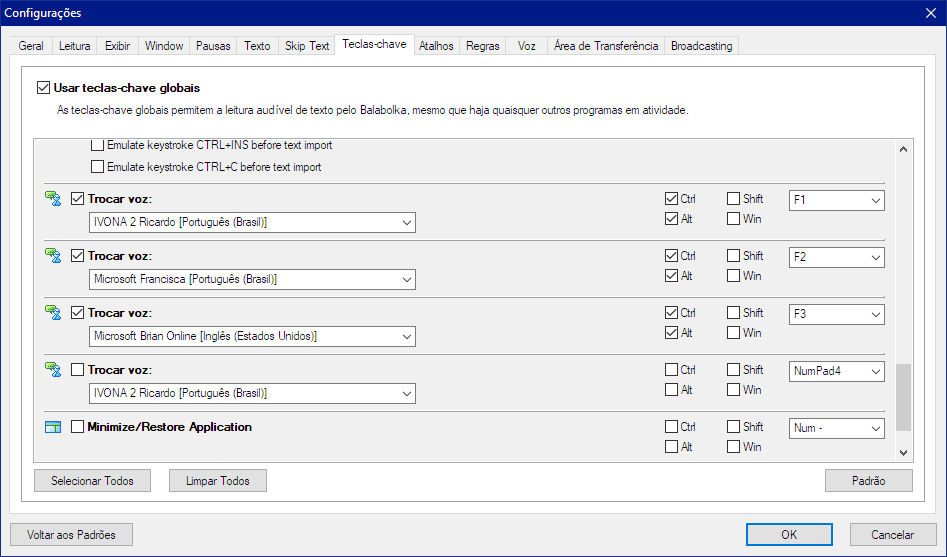 Configurações
Geral Leitura Exibir Window Pausas Texto Skip Text Teclas-chave Atalhos Regras Voz Área de Transferência Broadcasting
Usar teclas-chave globais
As teclas-chave globais permitem a leitura audível de texto pelo Balabolka, mesmo que haja quaisquer outros programas em atividade.
Emulate keystroke CTRL+INS before text import
Emulate keystroke CTRL+C before text import
Trocar voz: Ctrl Shift F1
IVONA 2 Ricardo [Português (Brasil)] Alt Win
Trocar voz: Ctrl Shift F2
Microsoft Francisca [Português (Brasil)] Alt Win
Trocar voz: Ctrl Shift F3
Microsoft Brian Online [Inglês (Estados Unidos)] Alt Win
Trocar voz: Ctrl Shift NumPad4
IVONA 2 Ricardo [Português (Brasil)] Alt Win
Minimize/Restore Application Ctrl Shift Num -
Alt Win
Selecionar Todos Limpar Todos Padrão
Voltar aos Padrões OK Cancelar